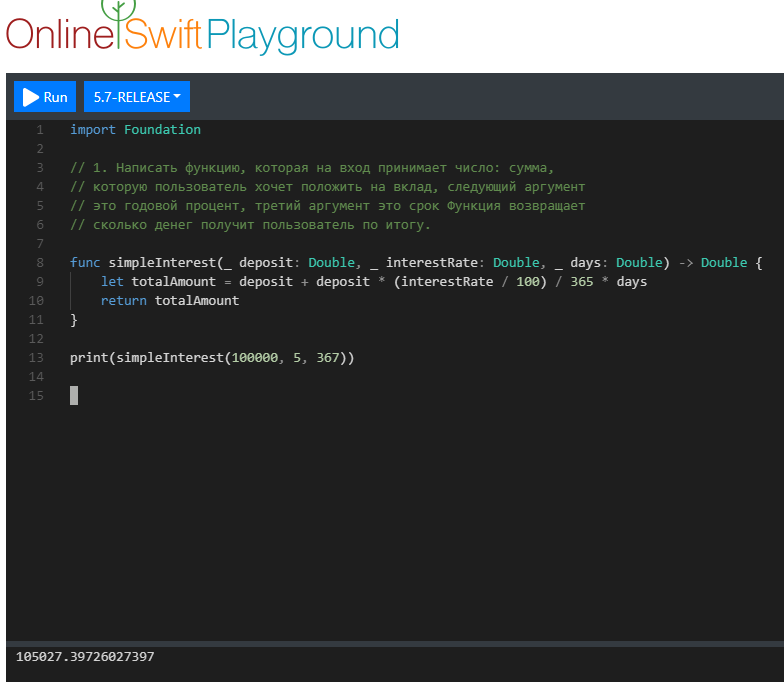 OnlineSwiftPlayground
Run 5.7-RELEASE
1 import Foundation
2
3 // 1. Написать функцию, которая на вход принимает число: сумма,
4 // которую пользователь хочет положить на вклад, следующий аргумент
5 // это годовой процент, третий аргумент это срок Функция возвращает
6 // сколько денег получит пользователь по итогу.
7
8 func simpleInterest(_ deposit: Double, _ interestRate: Double, _ days: Double) -> Double {
9 let totalAmount = deposit + deposit * (interestRate / 100) / 365 * days
10 return totalAmount
11 }
12
13 print(simpleInterest(100000, 5, 367))
14
15
105027.39726027397